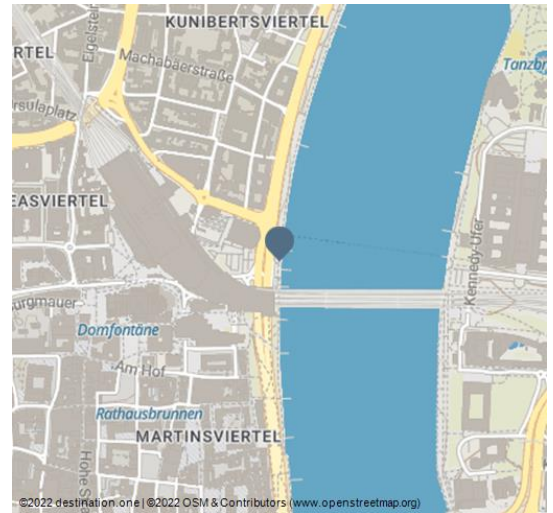 KUNIBERTSVIERTEL
Eigelstein
Machabäerstraße
Tanzbr
RTEL
rsulaplatz
EASVIERTEL
Kennedy-Ufer
urgmauer
Domfontäne
Am Hof
Rathausbrunnen
MARTINSVIERTEL
Hohe S
©2022 destination.one | ©2022 OSM & Contributors (www.openstreetmap.org)